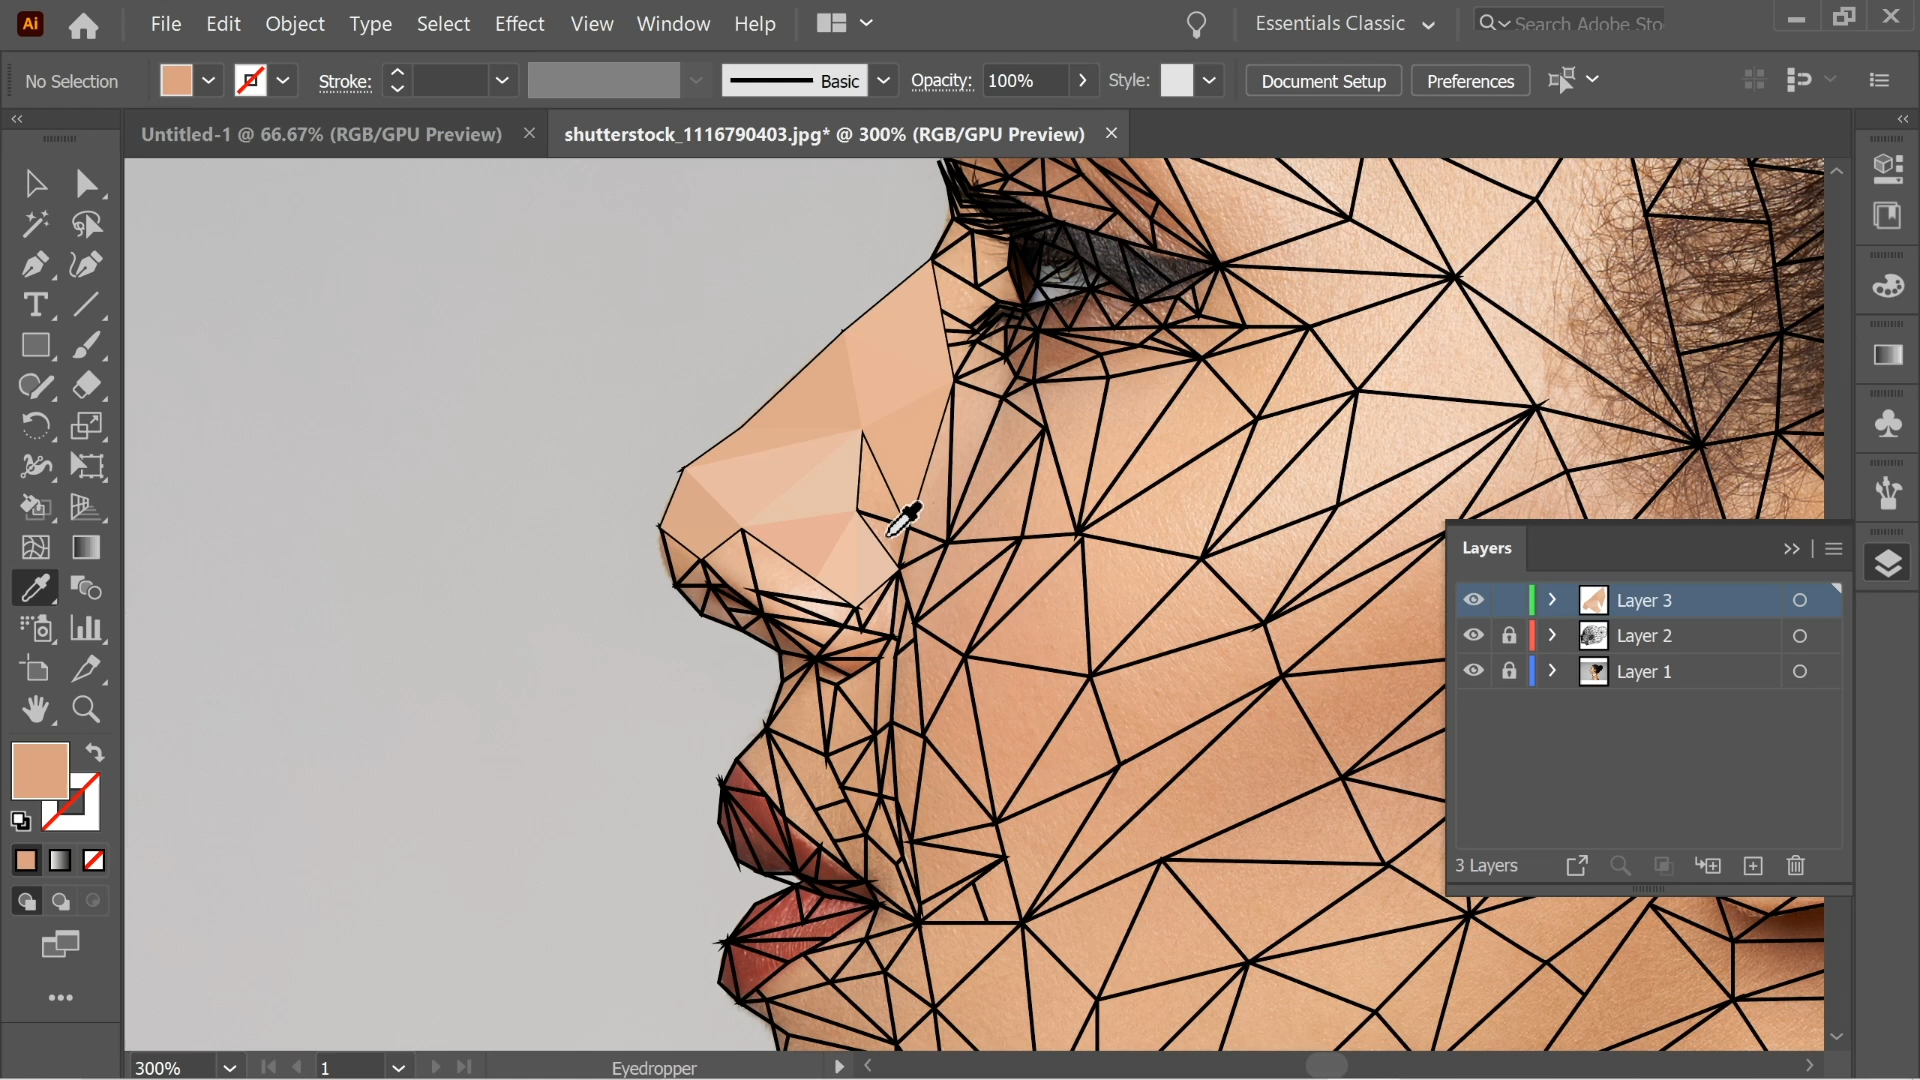 Ai File Edit Object Type Select Effect View Window Help Essentials Classic Search Adobe Sto
No Selection Stroke: Basic Opacity: 100% Style: Document Setup Preferences
Untitled-1 @ 66.67% (RGB/GPU Preview) shutterstock_1116790403.jpg* @ 300% (RGB/GPU Preview)
Layers
Layer 3
Layer 2
Layer 1
3 Layers
300% 1 Eyedropper